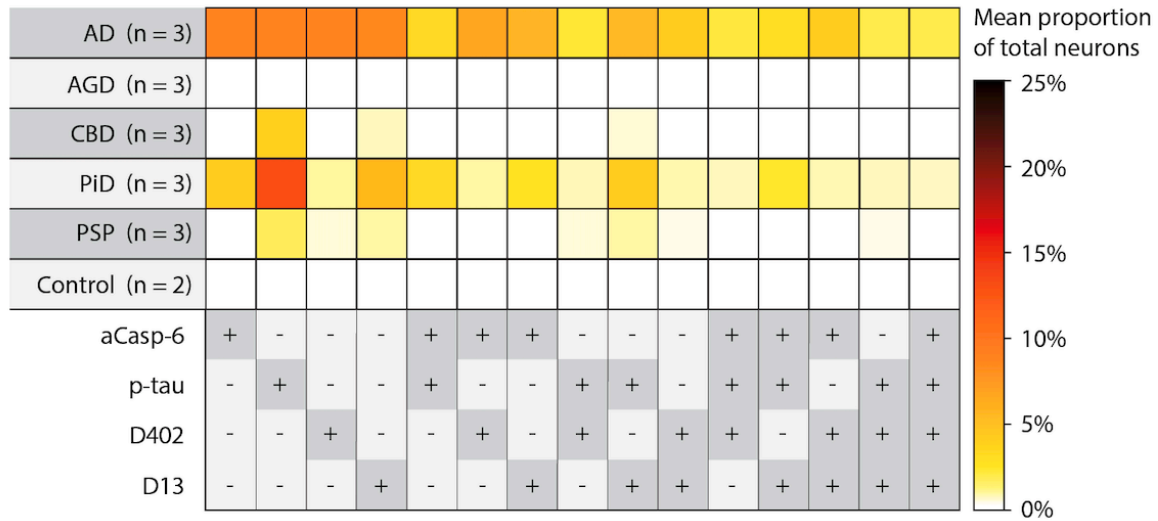 AD (n = 3)
AGD (n = 3)
CBD (n = 3)
PiD (n = 3)
PSP (n = 3)
Control (n = 2)
aCasp-6 + - - - + + + - - - + + + - +
p-tau - + - - + - - + + - + + - + +
D402 - - + - - + - + - + + - + + +
D13 - - - + - - + - + + - + + + +
Mean proportion
of total neurons
25%
20%
15%
10%
5%
0%